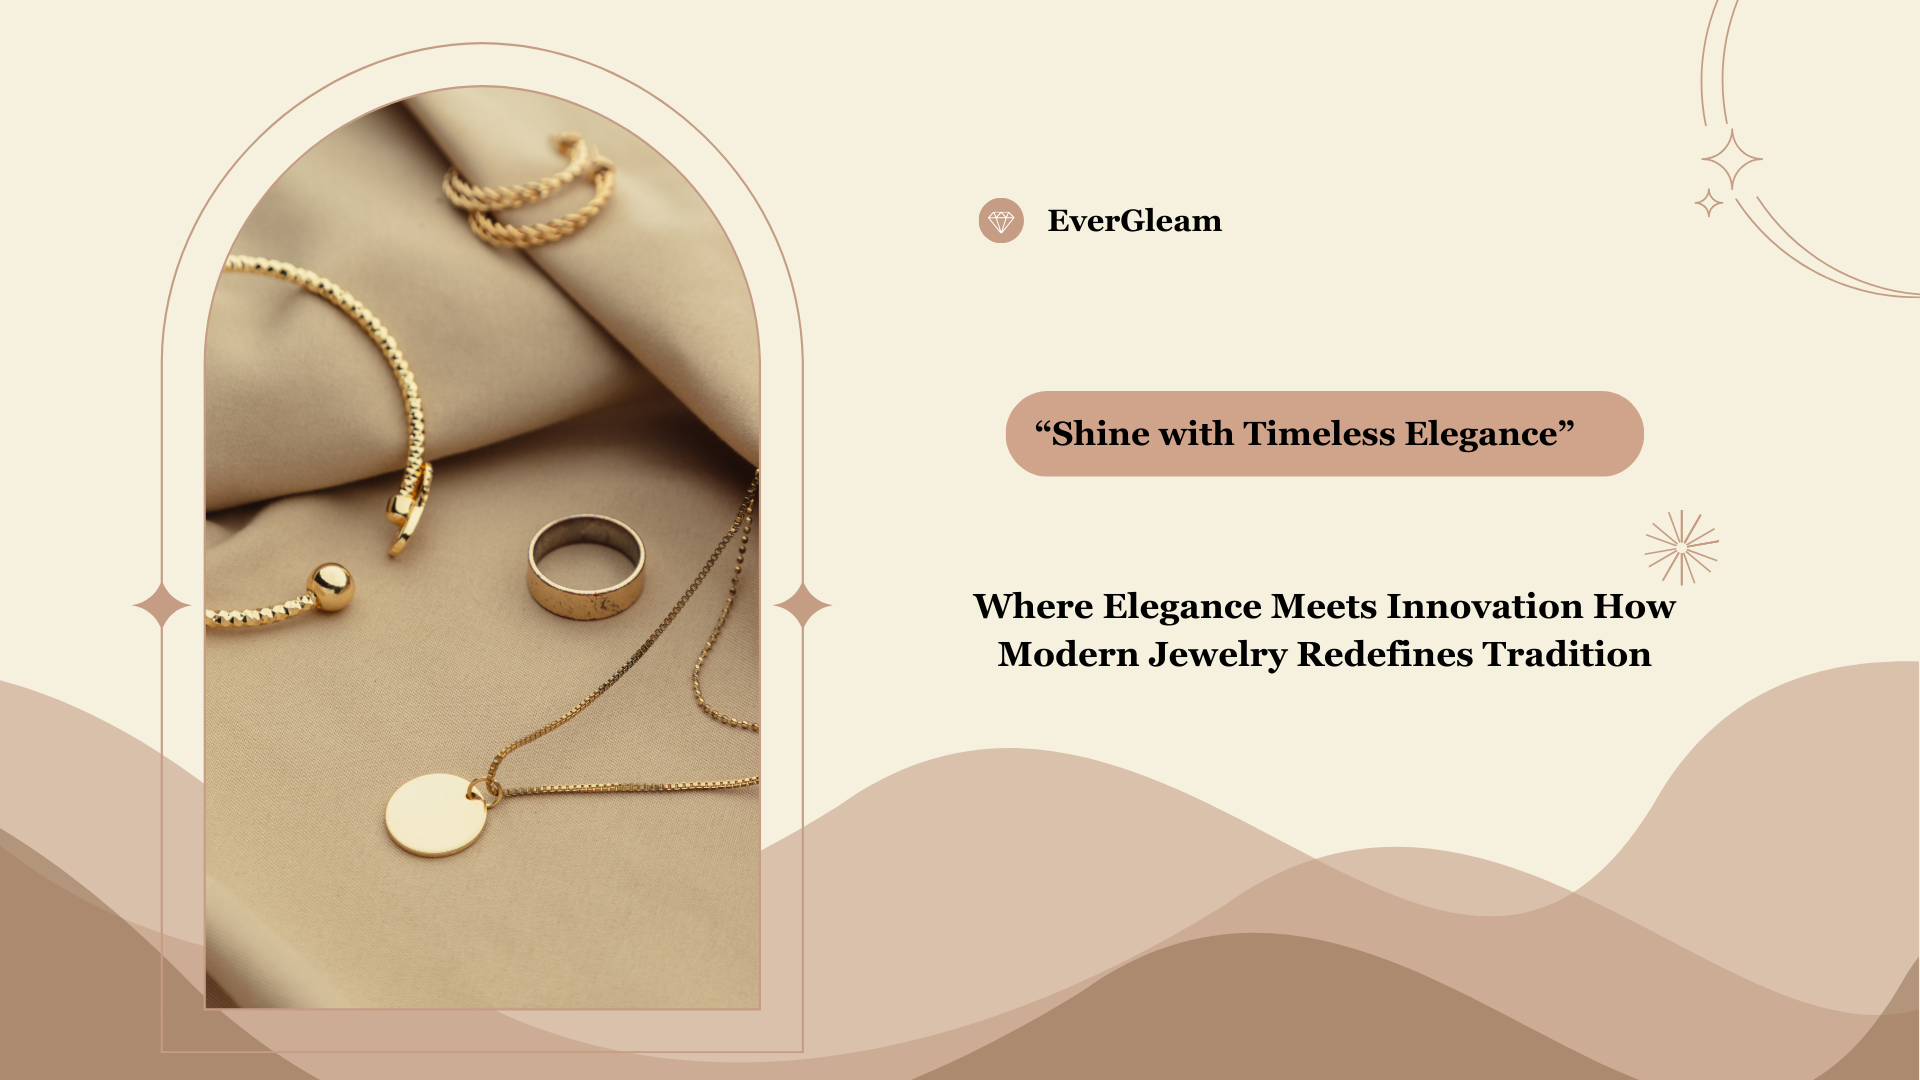 EverGleam
“Shine with Timeless Elegance”
Where Elegance Meets Innovation How
Modern Jewelry Redefines Tradition